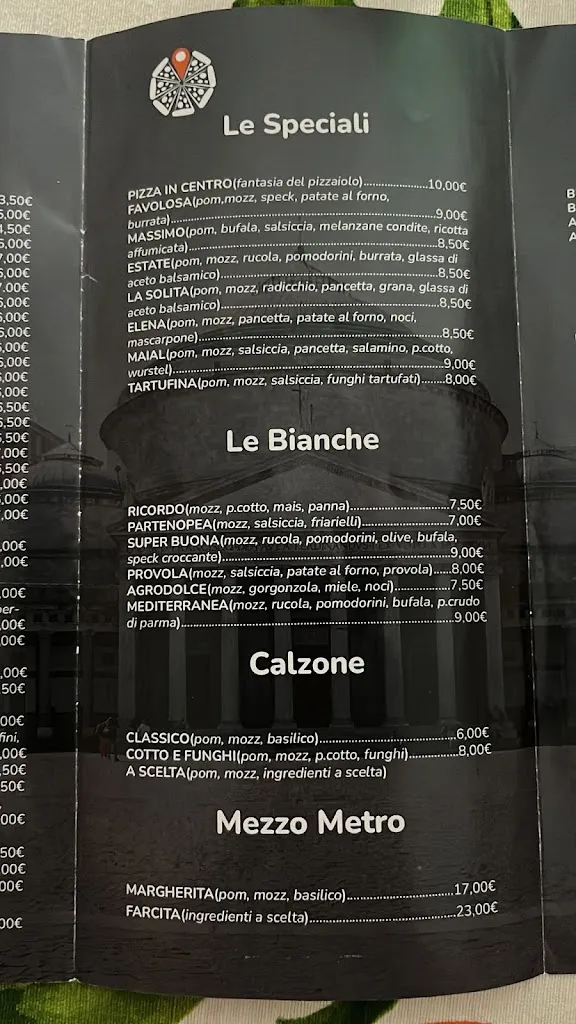 Le Speciali
PIZZA IN CENTRO(fantasia del pizzaiolo)......................10,00€
FAVOLOSA(pom,mozz, speck, patate al forno,
burrata)..........................................................................9,00€
MASSIMO(pom, bufala, salsiccia, melanzane condite, ricotta
affumicata)....................................................................8,50€
ESTATE(pom, mozz, rucola, pomodorini, burrata, glassa di
aceto balsamico)..........................................................8,50€
LA SOLITA(pom, mozz, radicchio, pancetta, grana, glassa di
aceto balsamico)..........................................................8,50€
ELENA(pom, mozz, pancetta, patate al forno, noci,
mascarpone).................................................................8,50€
MAIAL(pom, mozz, salsiccia, pancetta, salamino, p.cotto,
wurstel).........................................................................9,00€
TARTUFINA(pom, mozz, salsiccia, funghi tartufati).......8,00€
Le Bianche
RICORDO(mozz, p.cotto, mais, panna)...........................7,50€
PARTENOPEA(mozz, salsiccia, friarielli)........................7,00€
SUPER BUONA(mozz, rucola, pomodorini, olive, bufala,
speck croccante)............................................................9,00€
PROVOLA(mozz, salsiccia, patate al forno, provola).....8,00€
AGRODOLCE(mozz, gorgonzola, miele, noci)...............7,50€
MEDITERRANEA(mozz, rucola, pomodorini, bufala, p.crudo
di parma).......................................................................9,00€
Calzone
CLASSICO(pom, mozz, basilico)...................................6,00€
COTTO E FUNGHI(pom, mozz, p.cotto, funghi).............8,00€
A SCELTA(pom, mozz, ingredienti a scelta)
Mezzo Metro
MARGHERITA(pom, mozz, basilico)...........................17,00€
FARCITA(ingredienti a scelta)......................................23,00€